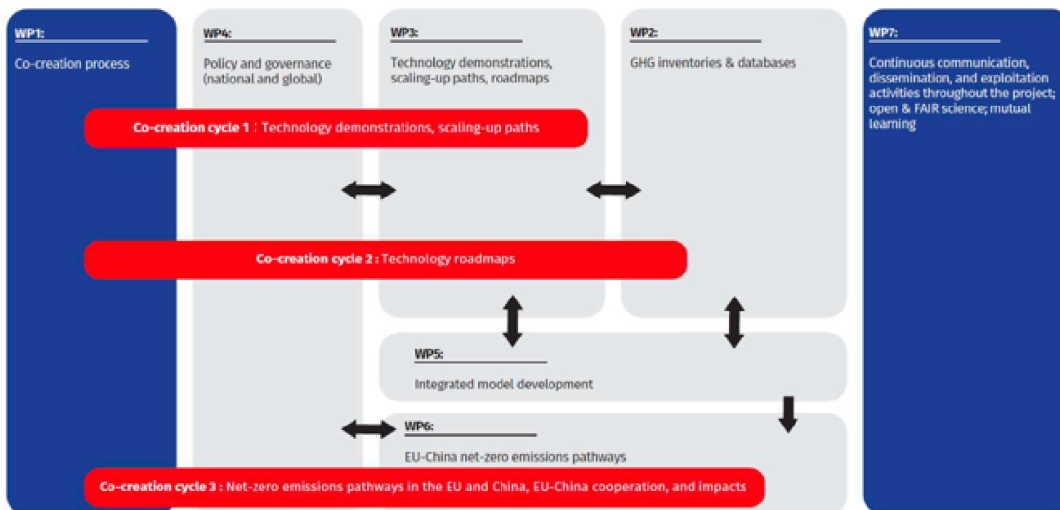 WP1:
Co-creation process
WP4:
Policy and governance
(national and global)
WP3:
Technology demonstrations,
scaling-up paths, roadmaps
WP2:
GHG inventories & databases
WP7:
Continuous communication,
dissemination, and exploitation
activities throughout the project;
open & FAIR science; mutual
learning
Co-creation cycle 1 : Technology demonstrations, scaling-up paths
Co-creation cycle 2 : Technology roadmaps
WP5:
Integrated model development
WP6:
EU-China net-zero emissions pathways
Co-creation cycle 3 : Net-zero emissions pathways in the EU and China, EU-China cooperation, and impacts